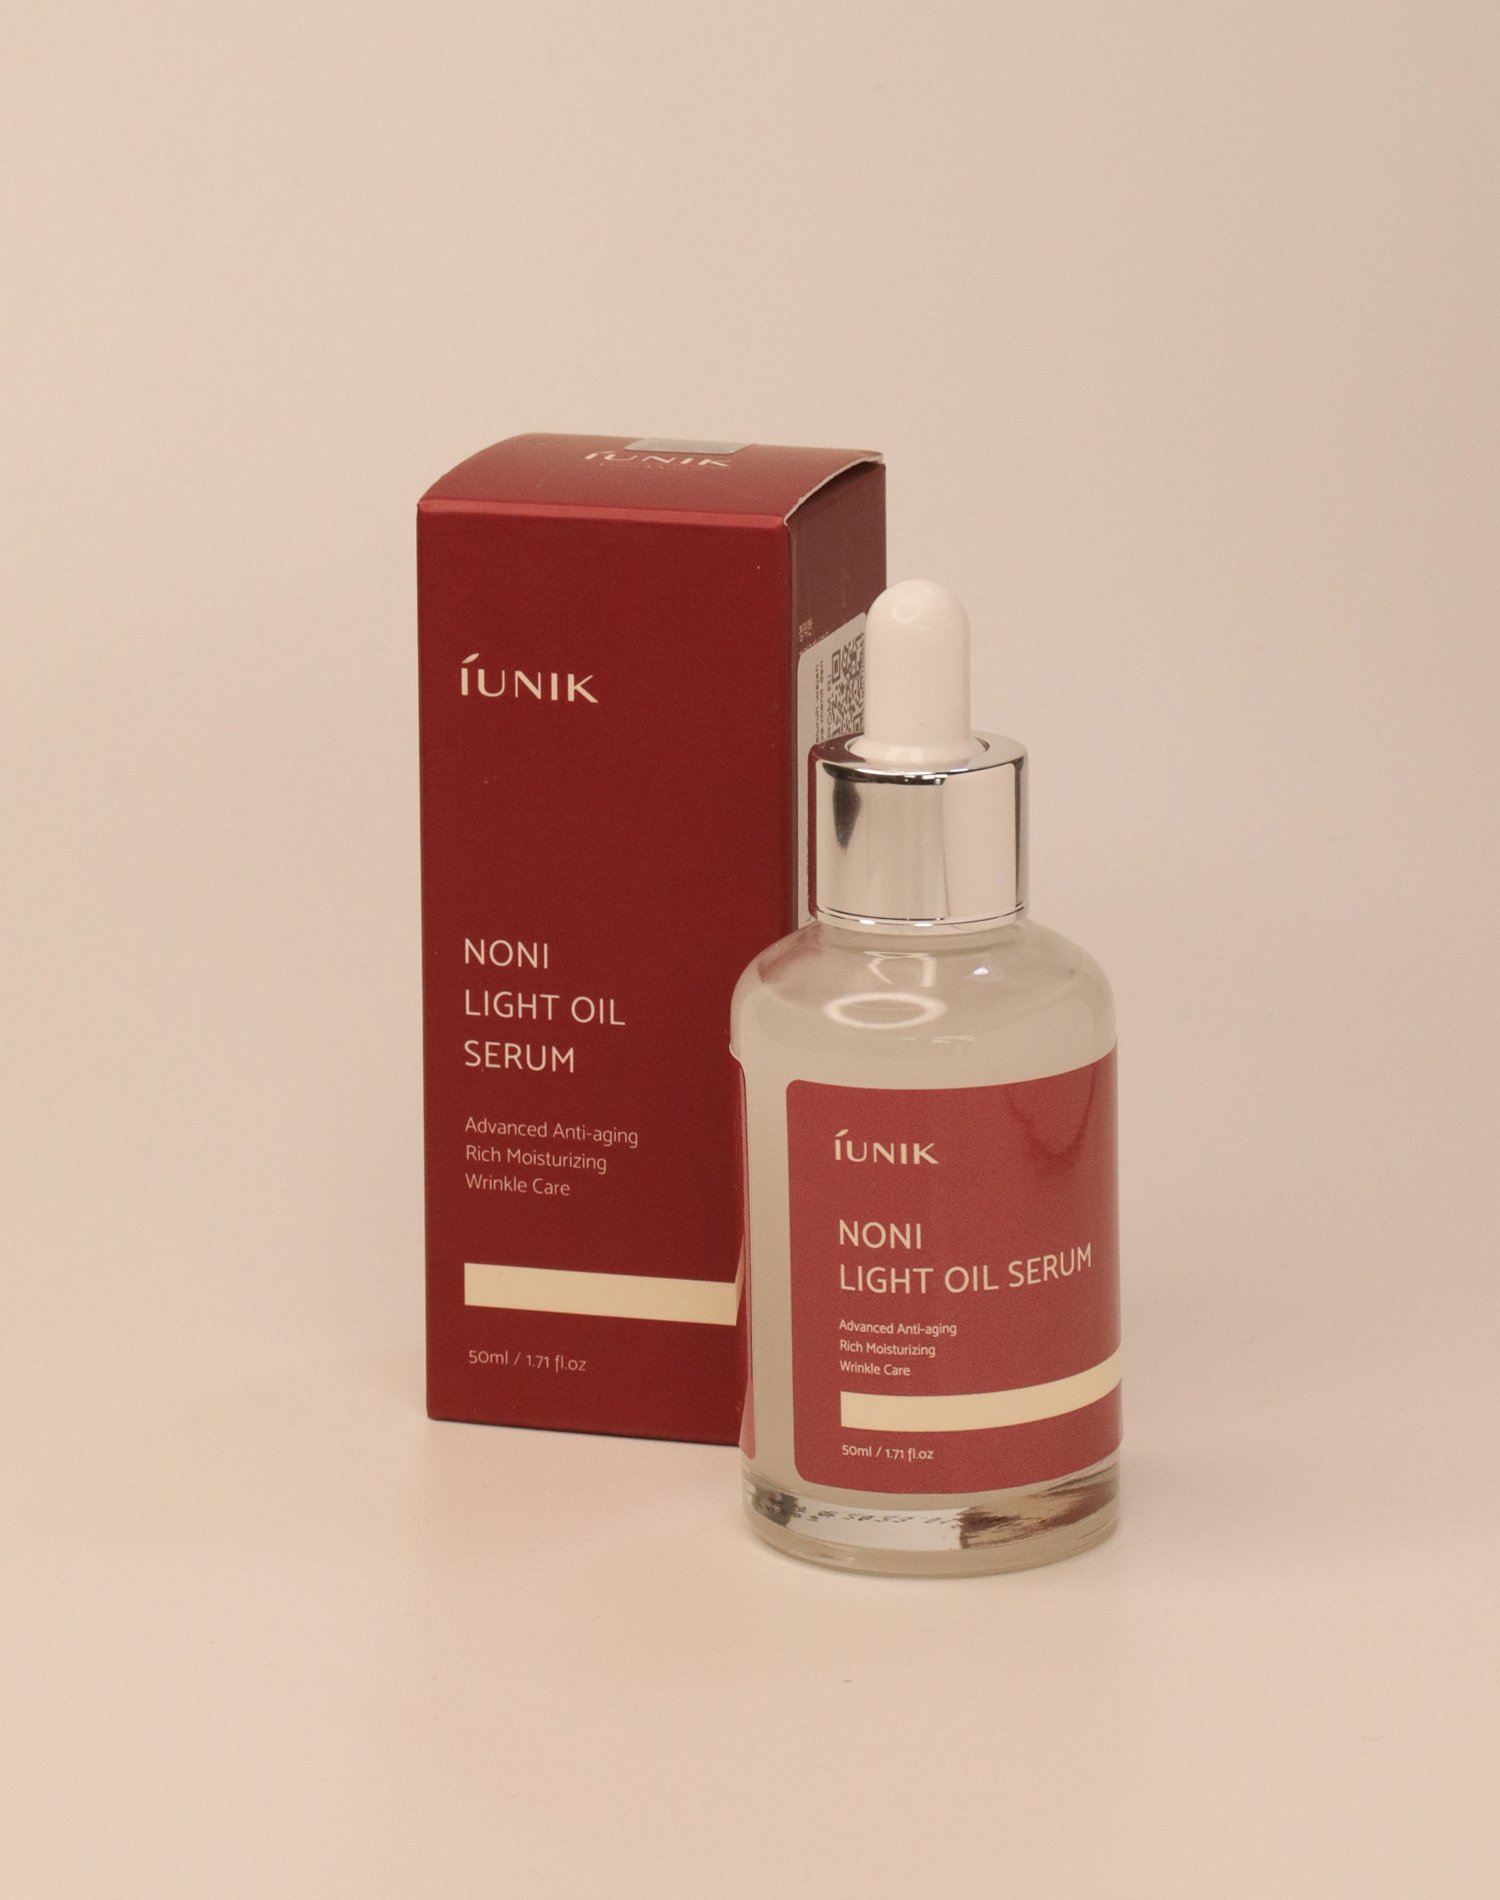 iUNIK
iUNIK
NONI
LIGHT OIL
SERUM
Advanced Anti-aging
Rich Moisturizing
Wrinkle Care
50ml / 1.71 fl.oz
iUNIK
NONI
LIGHT OIL SERUM
Advanced Anti-aging
Rich Moisturizing
Wrinkle Care
50ml / 1.71 fl.oz